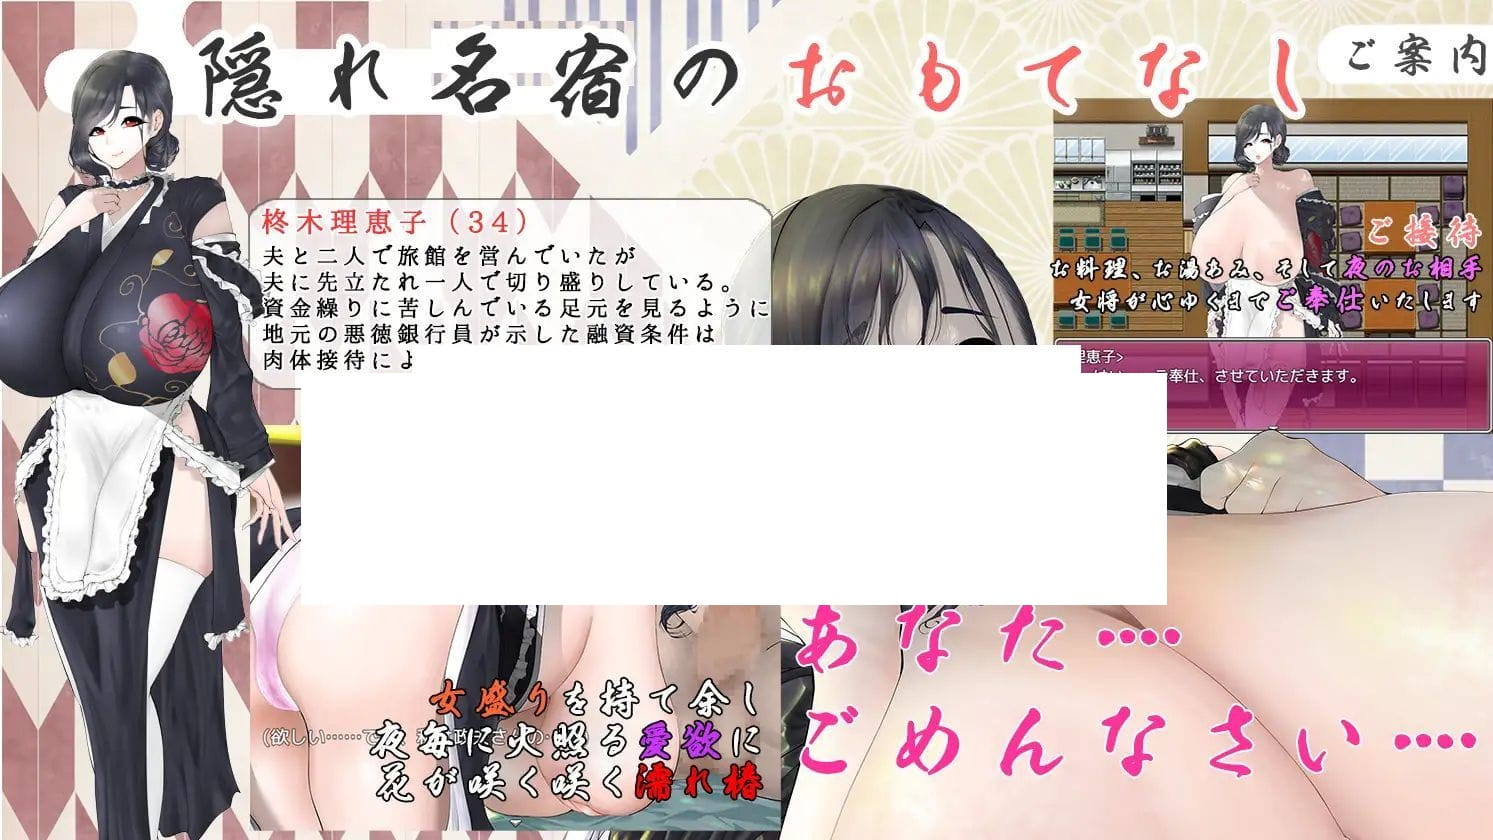 隠れ名宿のおもてなし
ご案内
柊木理恵子（34）
夫と二人で旅館を営んでいたが
夫に先立たれ一人で切り盛りしている。
資金繰りに苦しんでいる足元を見るように
地元の悪徳銀行員が示した融資条件は
肉体接待によ
ご接待
お料理、お湯あみ、そして夜のお相手
女将が心ゆくまでご奉仕いたします
理恵子>
奉仕、させていただきます。
あなた‥‥
ごめんなさい‥‥
女盛りを持て余し
(欲しい……
夜毎に火照る愛欲に
花が咲く咲く濡れ椿